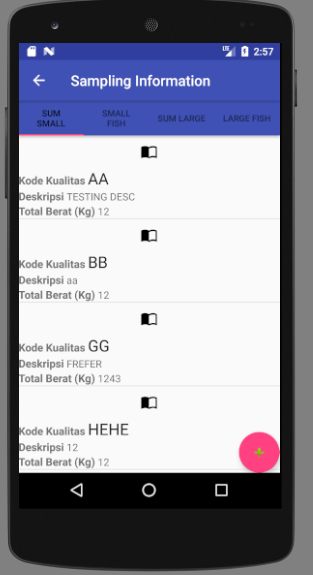 2:57
Sampling Information
SUM SMALL
SMALL FISH
SUM LARGE
LARGE FISH
Kode Kualitas AA
Deskripsi TESTING DESC
Total Berat (Kg) 12
Kode Kualitas BB
Deskripsi aa
Total Berat (Kg) 12
Kode Kualitas GG
Deskripsi FREFER
Total Berat (Kg) 1243
Kode Kualitas HEHE
Deskripsi 12
Total Berat (Kg) 12
+